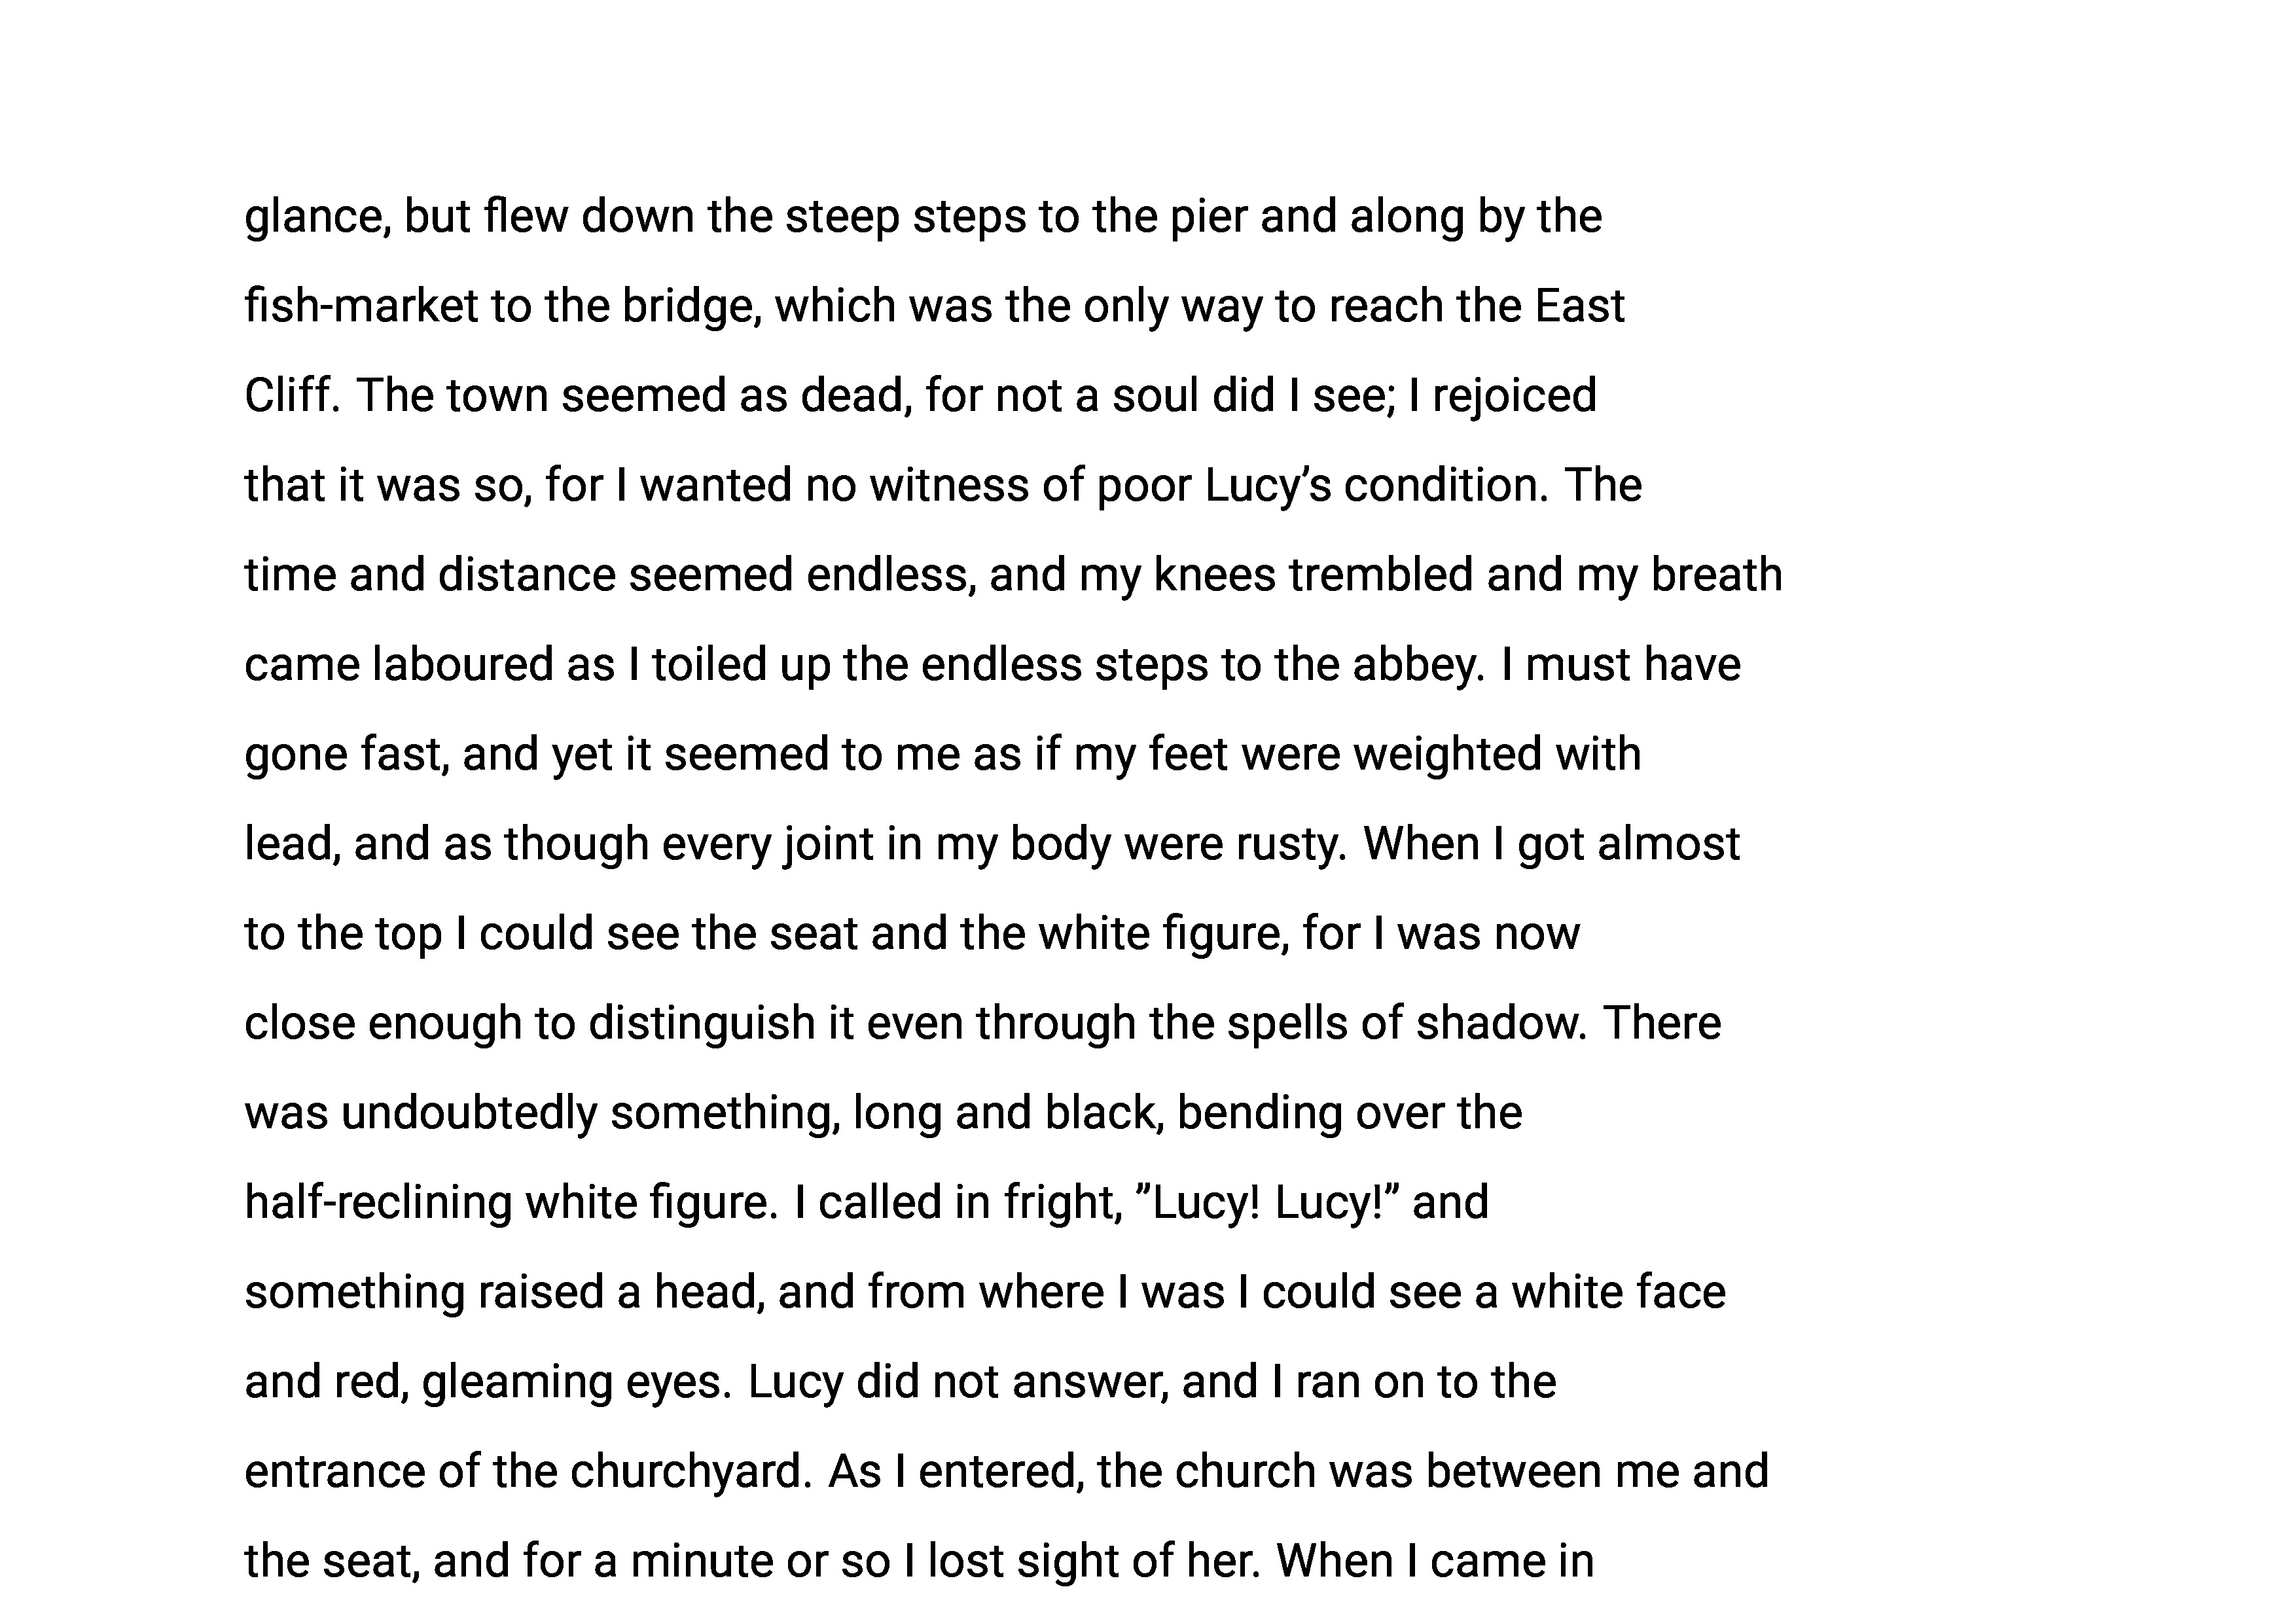 glance, but flew down the steep steps to the pier and along by the
fish-market to the bridge, which was the only way to reach the East
Cliff. The town seemed as dead, for not a soul did I see; I rejoiced
that it was so, for I wanted no witness of poor Lucy’s condition. The
time and distance seemed endless, and my knees trembled and my breath
came laboured as I toiled up the endless steps to the abbey. I must have
gone fast, and yet it seemed to me as if my feet were weighted with
lead, and as though every joint in my body were rusty. When I got almost
to the top I could see the seat and the white figure, for I was now
close enough to distinguish it even through the spells of shadow. There
was undoubtedly something, long and black, bending over the
half-reclining white figure. I called in fright, ”Lucy! Lucy!” and
something raised a head, and from where I was I could see a white face
and red, gleaming eyes. Lucy did not answer, and I ran on to the
entrance of the churchyard. As I entered, the church was between me and
the seat, and for a minute or so I lost sight of her. When I came in